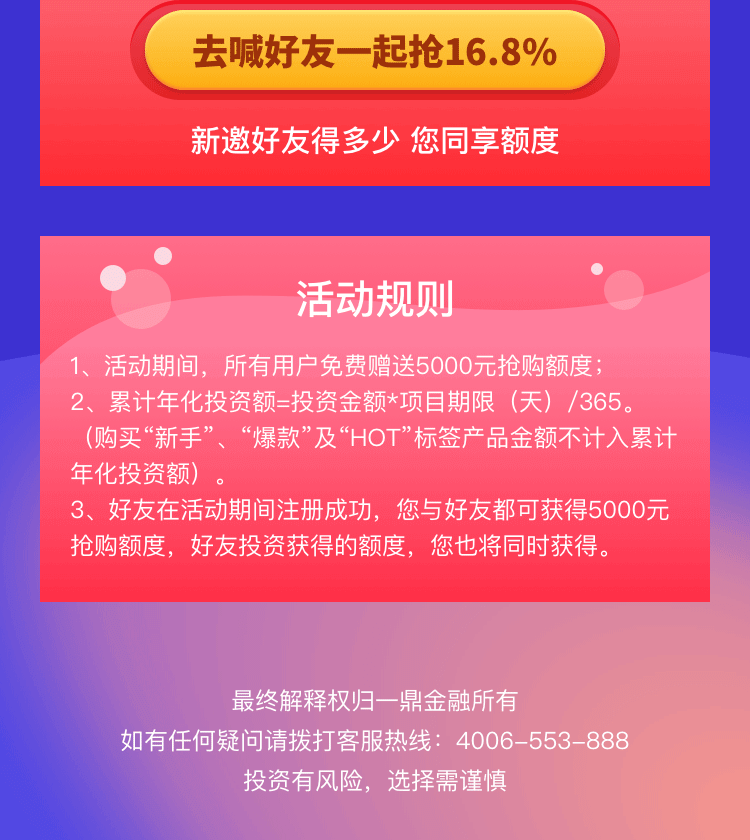 去喊好友一起抢16.8%
新邀好友得多少 您同享额度
活动规则
1、活动期间，所有用户免费赠送5000元抢购额度；
2、累计年化投资额=投资金额*项目期限（天）/365。
（购买“新手”、“爆款”及“HOT”标签产品金额不计入累计
年化投资额）。
3、好友在活动期间注册成功，您与好友都可获得5000元
抢购额度，好友投资获得的额度，您也将同时获得。
最终解释权归一鼎金融所有
如有任何疑问请拨打客服热线：4006-553-888
投资有风险，选择需谨慎